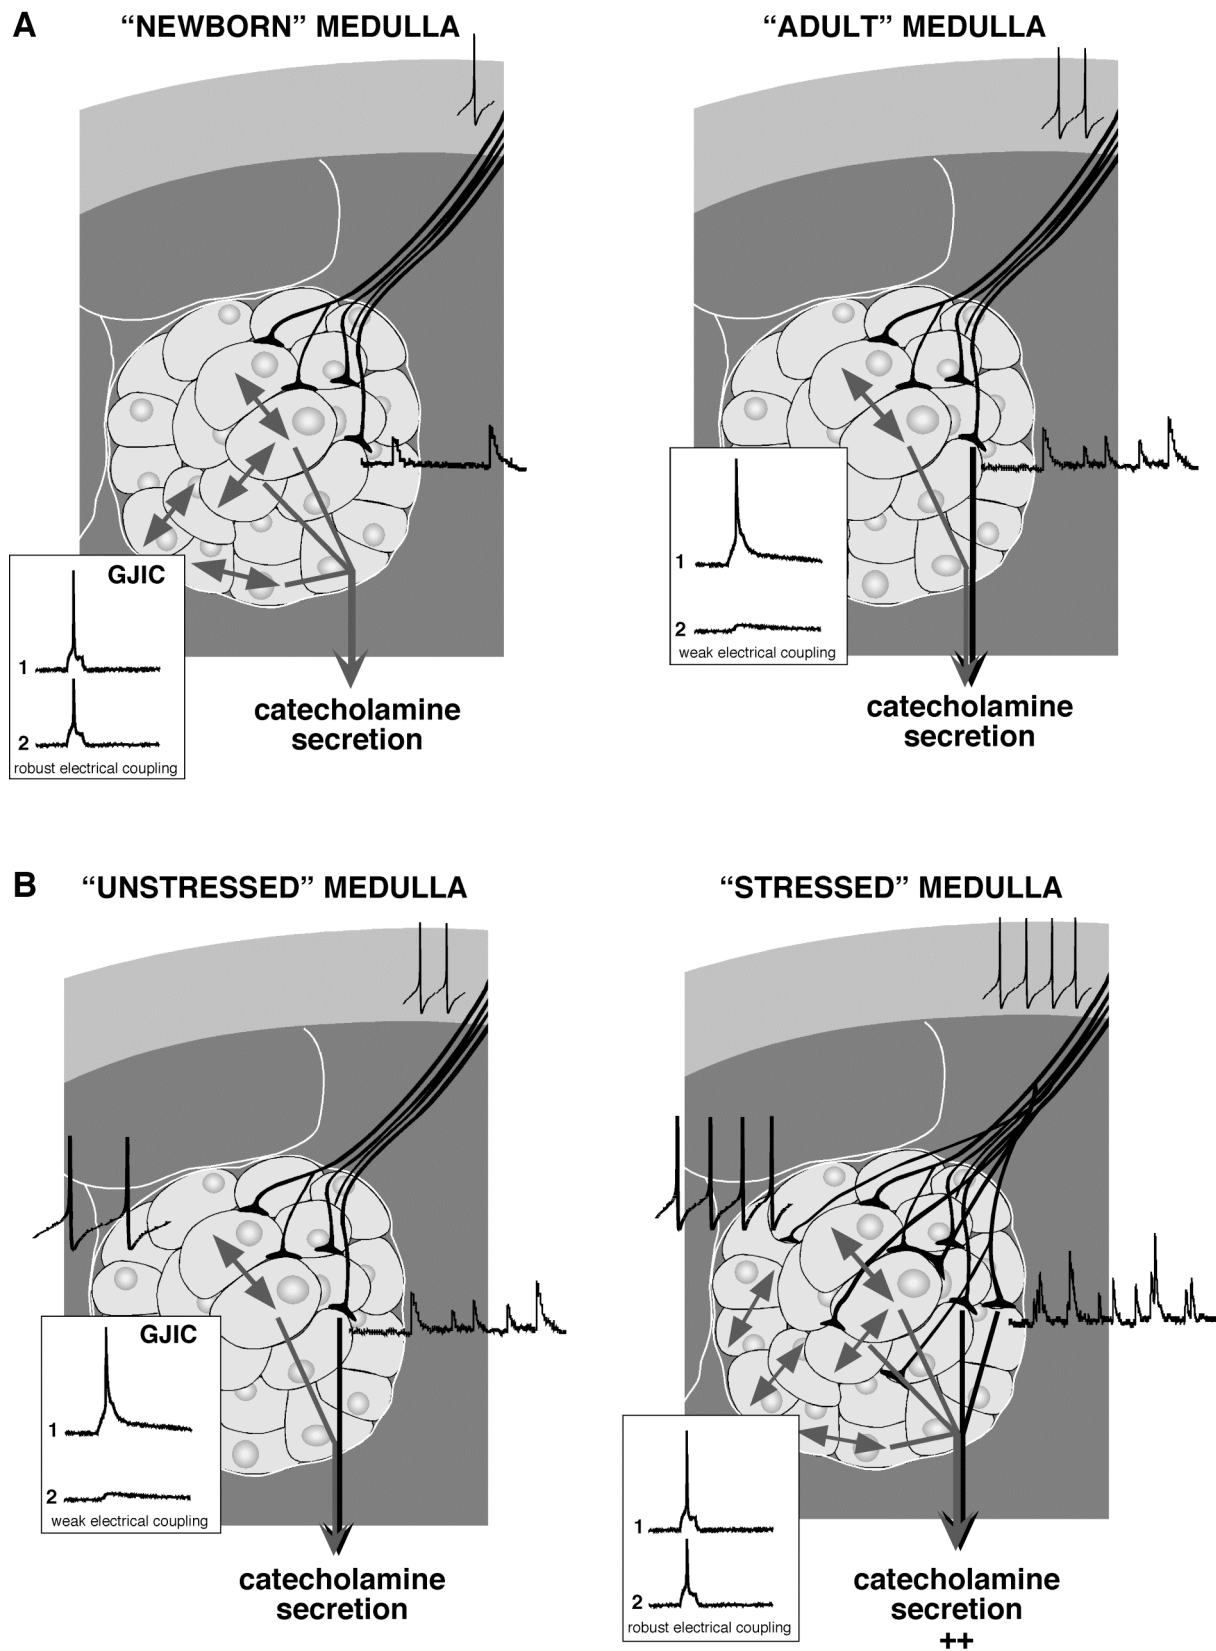 A
“NEWBORN” MEDULLA
“ADULT” MEDULLA
GJIC
1
2
robust electrical coupling
catecholamine
secretion
1
2
weak electrical coupling
catecholamine
secretion
B
“UNSTRESSED” MEDULLA
“STRESSED” MEDULLA
GJIC
1
2
weak electrical coupling
catecholamine
secretion
1
2
robust electrical coupling
catecholamine
secretion
++